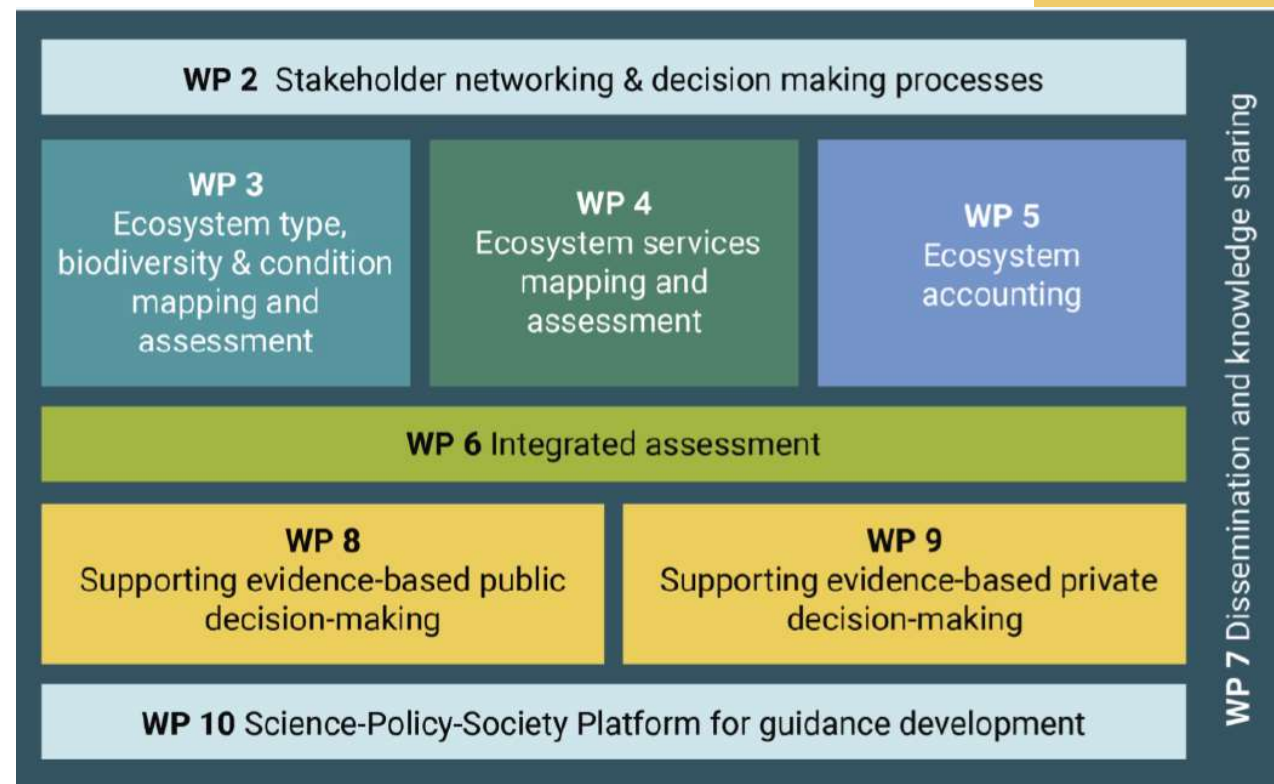 WP 2 Stakeholder networking & decision making processes
WP 3
Ecosystem type,
biodiversity & condition
mapping and
assessment
WP 4
Ecosystem services
mapping and
assessment
WP 5
Ecosystem
accounting
WP 6 Integrated assessment
WP 8
Supporting evidence-based public
decision-making
WP 9
Supporting evidence-based private
decision-making
WP 10 Science-Policy-Society Platform for guidance development
WP 7 Dissemination and knowledge sharing